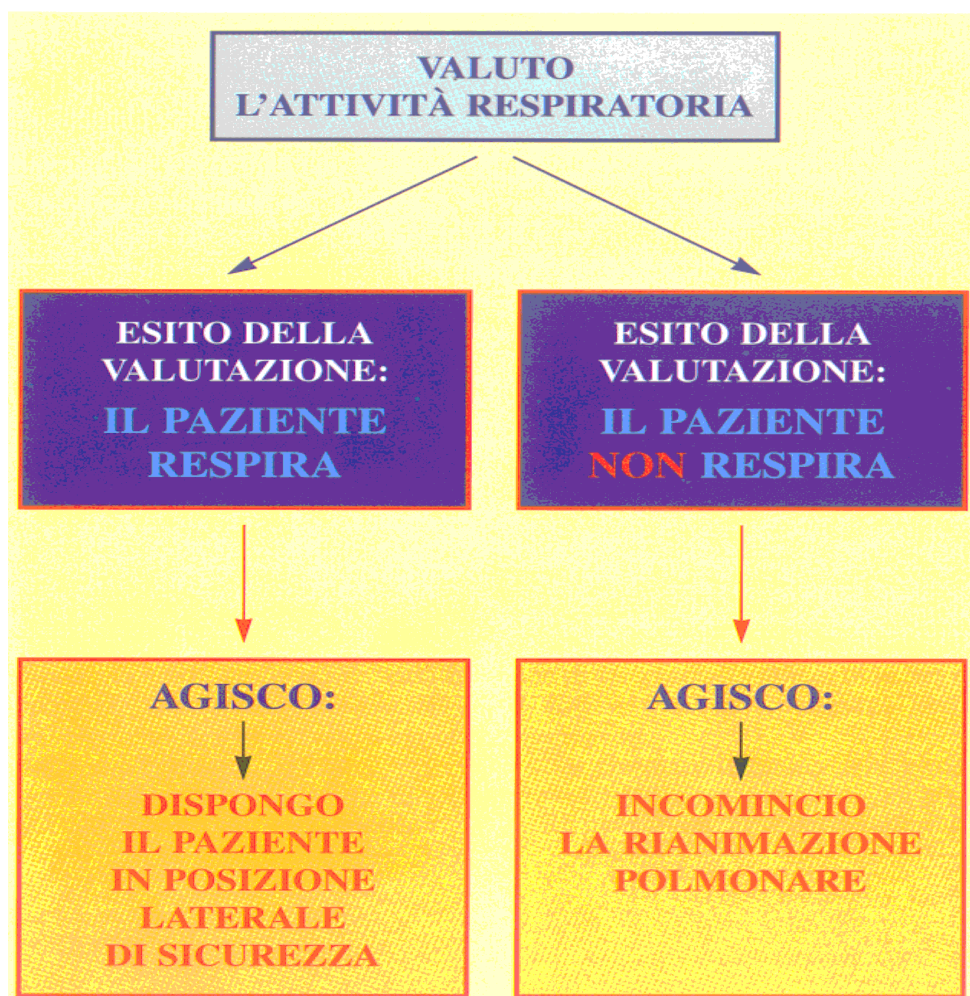 VALUTO
L'ATTIVITÀ RESPIRATORIA
ESITO DELLA
VALUTAZIONE:
IL PAZIENTE
RESPIRA
ESITO DELLA
VALUTAZIONE:
IL PAZIENTE
NON RESPIRA
AGISCO:
DISPONGO
IL PAZIENTE
IN POSIZIONE
LATERALE
DI SICUREZZA
AGISCO:
INCOMINCIO
LA RIANIMAZIONE
POLMONARE